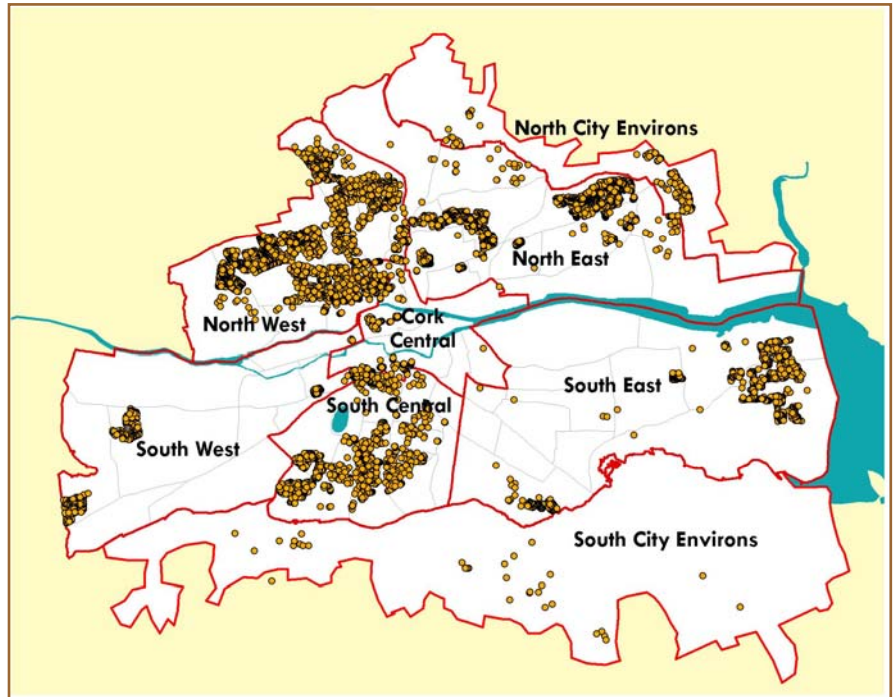 North City Environs
North East
North West
Cork
Central
South East
South Central
South West
South City Environs